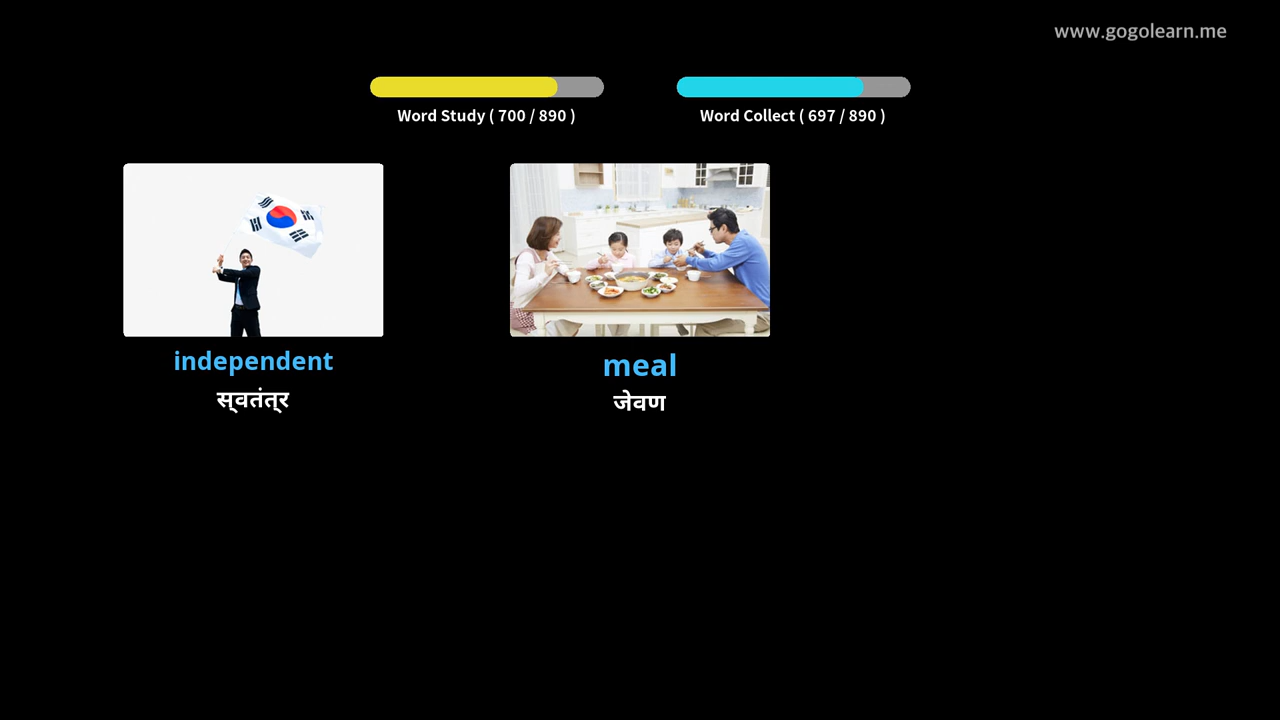 www.gogolearn.me
Word Study ( 700 / 890 )
Word Collect ( 697 / 890 )
independent
स्वतंत्र
meal
जेवण